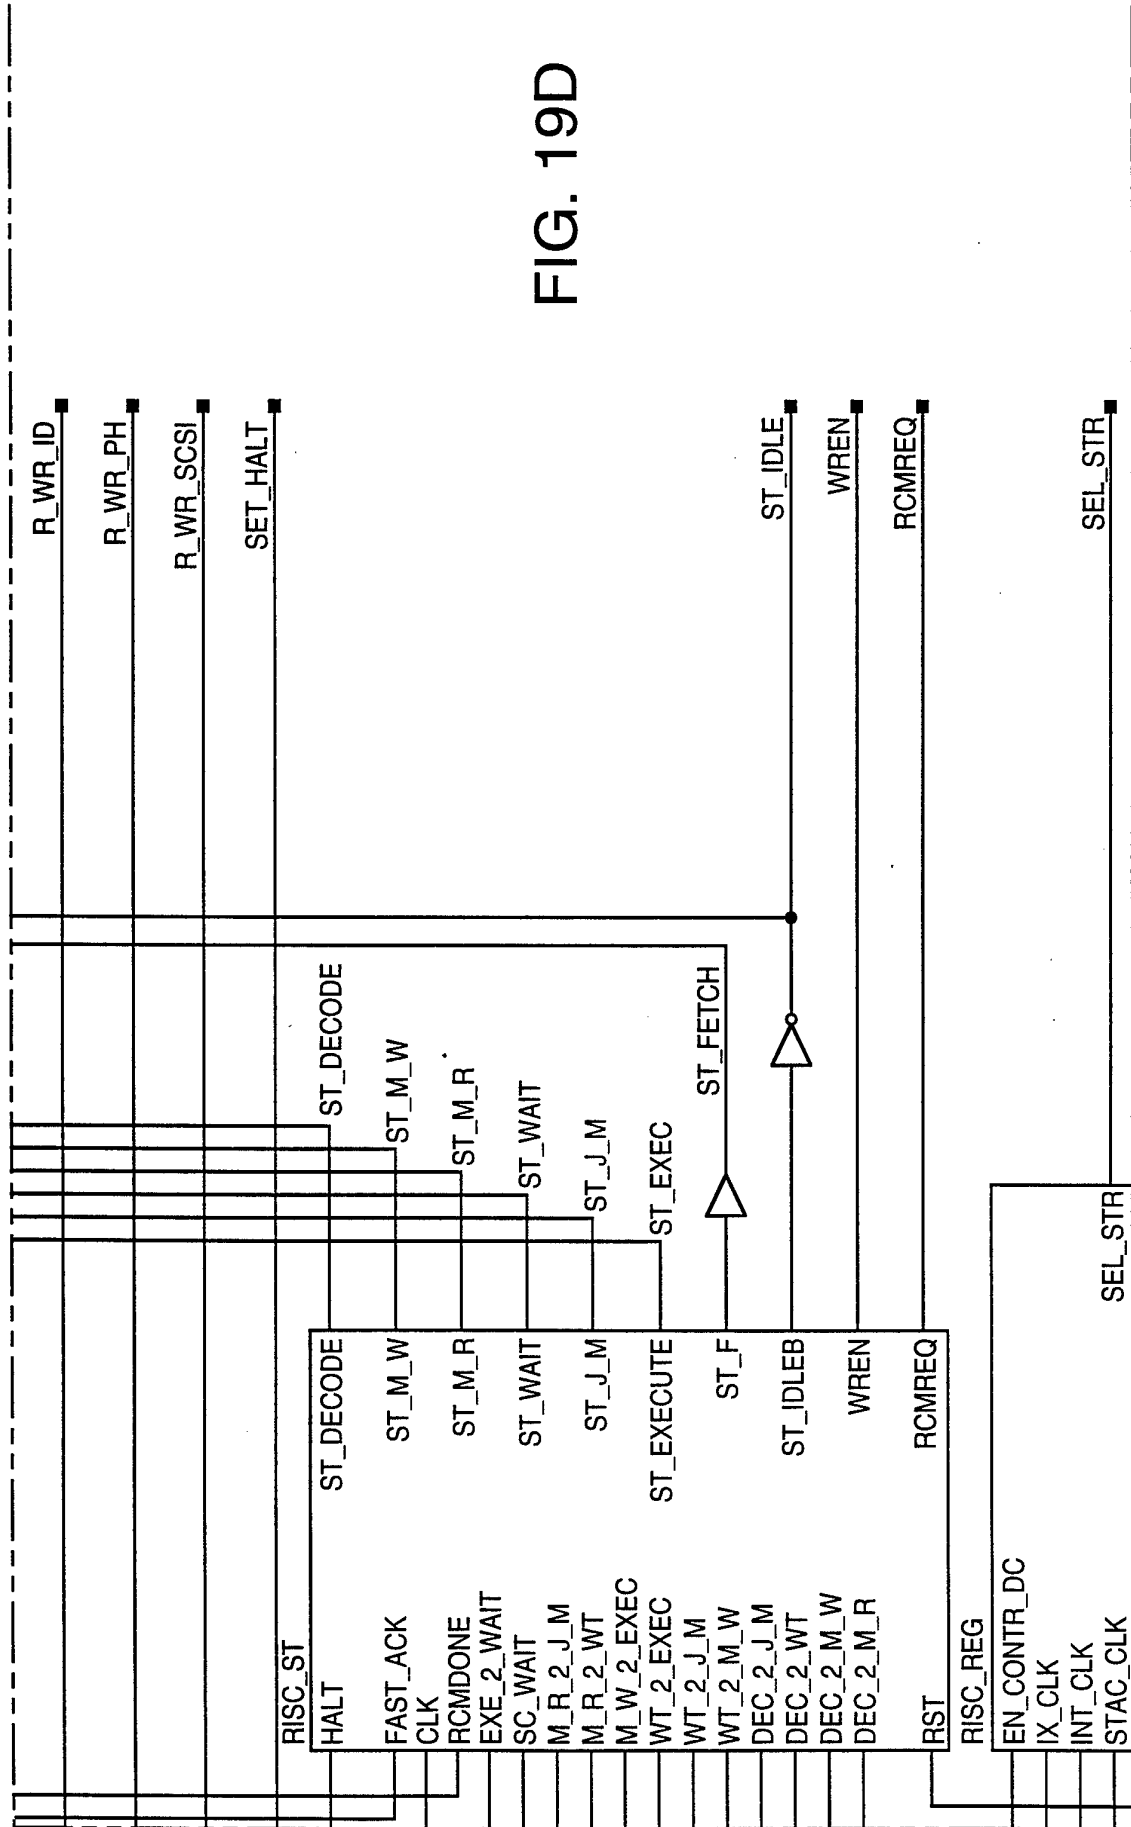 FIG. 19D
R_WR_ID
R_WR_PH
R_WR_SCSI
SET_HALT
ST_IDLE
WREN
RCMREQ
SEL_STR
ST_DECODE
ST_M_W
ST_M_R
ST_WAIT
ST_J_M
ST_EXEC
ST_FETCH
RISC_ST
HALT
FAST_ACK
CLK
RCMDONE
EXE_2_WAIT
SC_WAIT
M_R_2_J_M
M_R_2_WT
M_W_2_EXEC
WT_2_EXEC
WT_2_J_M
WT_2_M_W
DEC_2_J_M
DEC_2_WT
DEC_2_M_W
DEC_2_M_R
RST
ST_DECODE
ST_M_W
ST_M_R
ST_WAIT
ST_J_M
ST_EXECUTE
ST_F
ST_IDLEB
WREN
RCMREQ
RISC_REG
EN_CONTR_DC
IX_CLK
INT_CLK
STAC_CLK
SEL_STR